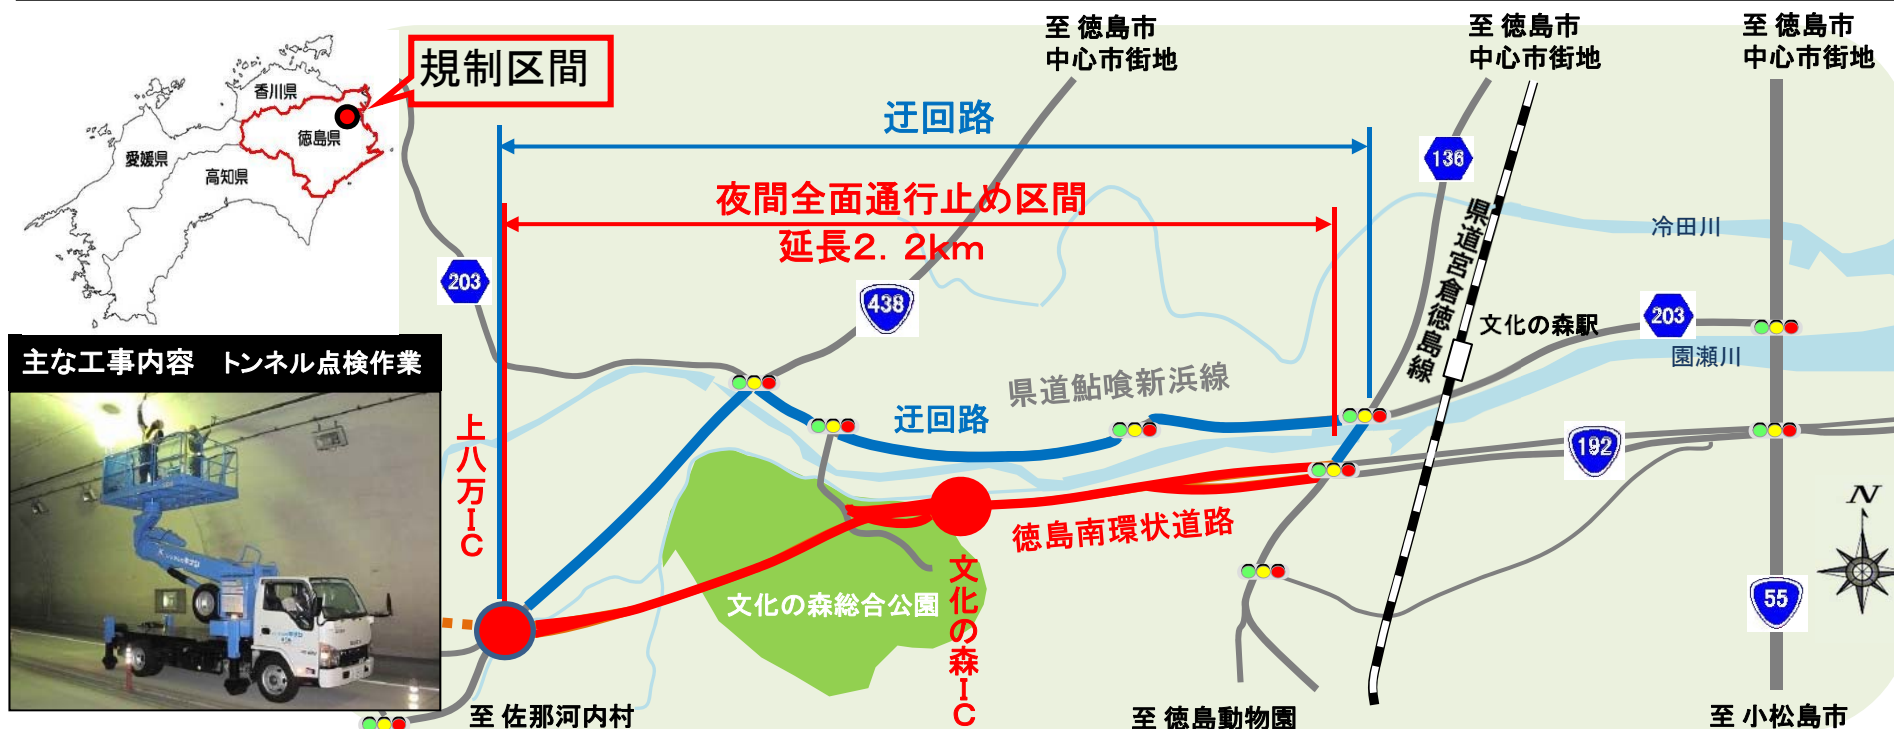 規制区間
香川県
徳島県
愛媛県
高知県
主な工事内容　トンネル点検作業
至 徳島市
中心市街地
至 徳島市
中心市街地
至 徳島市
中心市街地
迂回路
夜間全面通行止め区間
延長2．2km
136
203
438
県道宮倉徳島線
冷田川
203
文化の森駅
園瀬川
県道鮎喰新浜線
迂回路
上八万IC
192
徳島南環状道路
N
文化の森総合公園
文化の森IC
55
至 佐那河内村
至 徳島動物園
至 小松島市